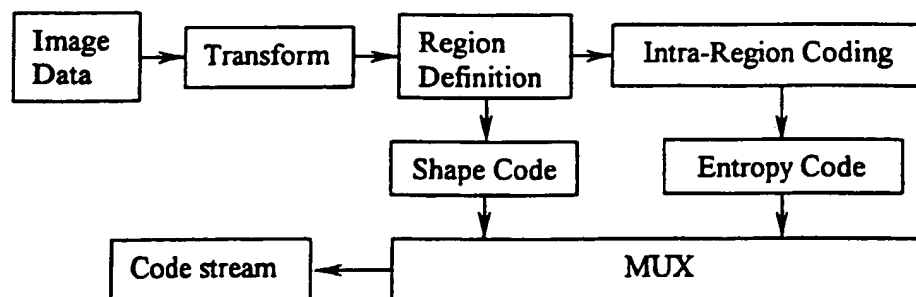 Image
Data
Transform
Region
Definition
Intra-Region Coding
Shape Code
Entropy Code
Code stream
MUX